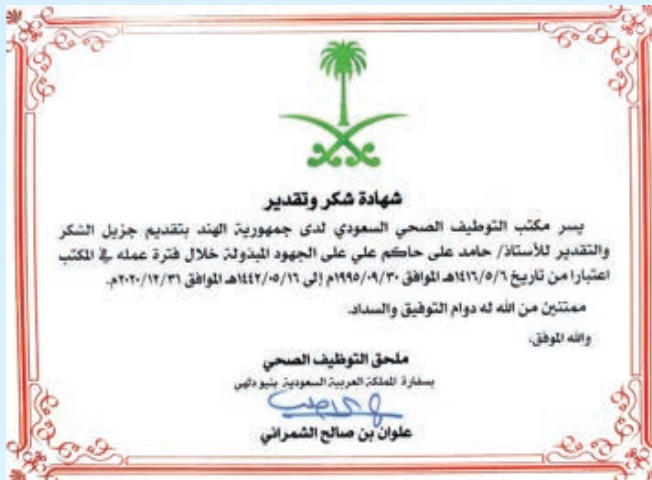 شهادة شكر وتقدير
يسر مكتب التوظيف الصحي السعودي لدى جمهورية الهند بتقديم جزيل الشكر
والتقدير للأستاذ/ حامد على حاكم علي على الجهود المبذولة خلال فترة عمله في المكتب
اعتبارا من تاريخ ١٤١٦/٥/٦هـ الموافق ١٩٩٥/٠٩/٣٠م إلى ١٤٤٢/٠٥/١٦هـ الموافق ٢٠٢٠/١٢/٣١م.
ممتنين من الله له دوام التوفيق والسداد.
والله الموفق،
ملحق التوظيف الصحي
بسفارة المملكة العربية السعودية بنيودلهي
علوان بن صالح الشمراني